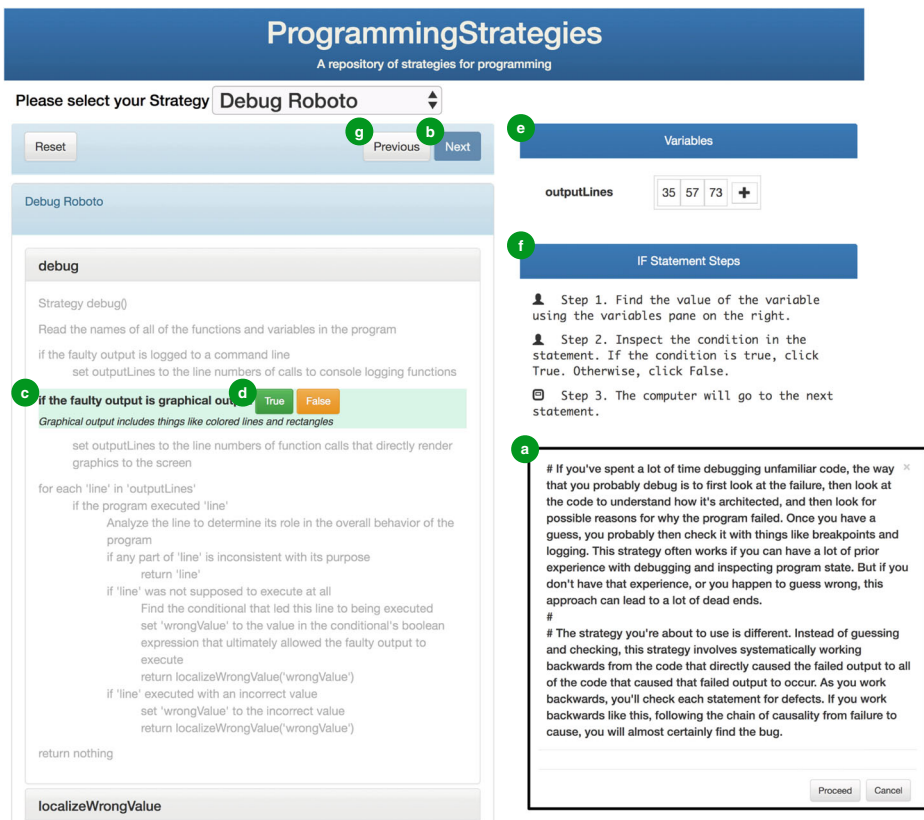 ProgrammingStrategies
A repository of strategies for programming
Please select your Strategy Debug Roboto
g
b
Reset
Previous
Next
Debug Roboto
debug
Strategy debug()
Read the names of all of the functions and variables in the program
if the faulty output is logged to a command line
set outputLines to the line numbers of calls to console logging functions
c
d
if the faulty output is graphical outp
True
False
Graphical output includes things like colored lines and rectangles
set outputLines to the line numbers of function calls that directly render
graphics to the screen
for each 'line' in 'outputLines'
if the program executed 'line'
Analyze the line to determine its role in the overall behavior of the
program
if any part of 'line' is inconsistent with its purpose
return 'line'
if 'line' was not supposed to execute at all
Find the conditional that led this line to being executed
set 'wrongValue' to the value in the conditional's boolean
expression that ultimately allowed the faulty output to
execute
return localizeWrongValue('wrongValue')
if 'line' executed with an incorrect value
set 'wrongValue' to the incorrect value
return localizeWrongValue('wrongValue')
return nothing
localizeWrongValue
e
Variables
outputLines
35 57 73 +
f
IF Statement Steps
Step 1. Find the value of the variable
using the variables pane on the right.
Step 2. Inspect the condition in the
statement. If the condition is true, click
True. Otherwise, click False.
Step 3. The computer will go to the next
statement.
a
×
# If you've spent a lot of time debugging unfamiliar code, the way
that you probably debug is to first look at the failure, then look at
the code to understand how it's architected, and then look for
possible reasons for why the program failed. Once you have a
guess, you probably then check it with things like breakpoints and
logging. This strategy often works if you can have a lot of prior
experience with debugging and inspecting program state. But if you
don't have that experience, or you happen to guess wrong, this
approach can lead to a lot of dead ends.
#
# The strategy you're about to use is different. Instead of guessing
and checking, this strategy involves systematically working
backwards from the code that directly caused the failed output to all
of the code that caused that failed output to occur. As you work
backwards, you'll check each statement for defects. If you work
backwards like this, following the chain of causality from failure to
cause, you will almost certainly find the bug.
Proceed
Cancel